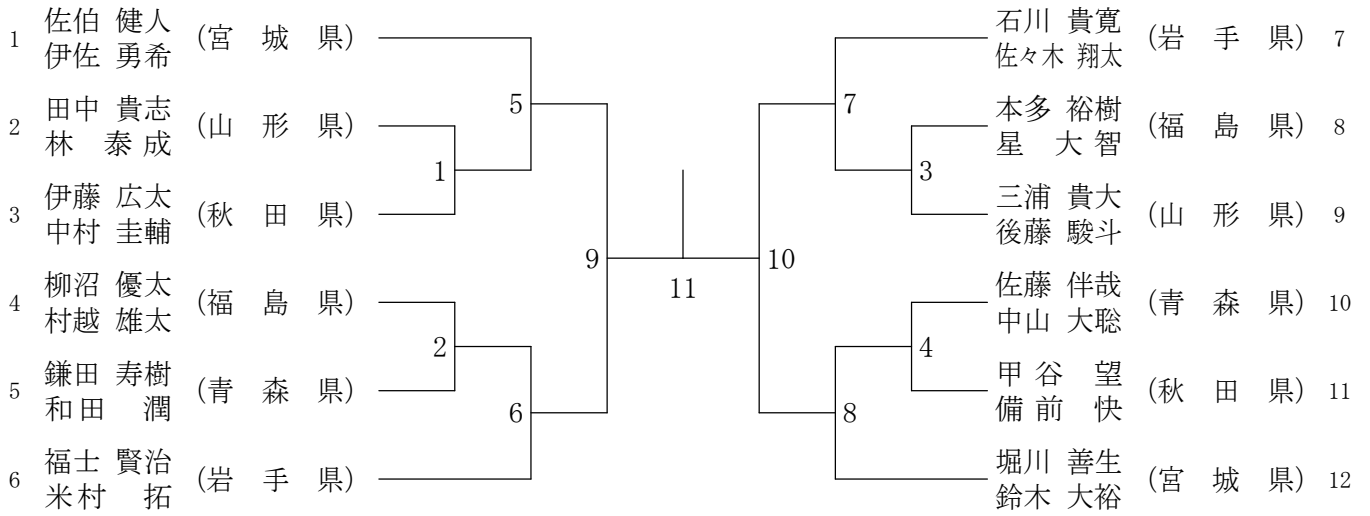 1 佐伯 健人 (宮 城 県)
伊佐 勇希
2 田中 貴志 (山 形 県)
林 泰成
3 伊藤 広太 (秋 田 県)
中村 圭輔
4 柳沼 優太 (福 島 県)
村越 雄太
5 鎌田 寿樹 (青 森 県)
和田 潤
6 福士 賢治 (岩 手 県)
米村 拓
5
1
9
2
6
11
7
3
10
4
8
石川 貴寛 (岩 手 県) 7
佐々木 翔太
本多 裕樹 (福 島 県) 8
星 大智
三浦 貴大 (山 形 県) 9
後藤 駿斗
佐藤 伴哉 (青 森 県) 10
中山 大聡
甲谷 望 (秋 田 県) 11
備前 快
堀川 善生 (宮 城 県) 12
鈴木 大裕